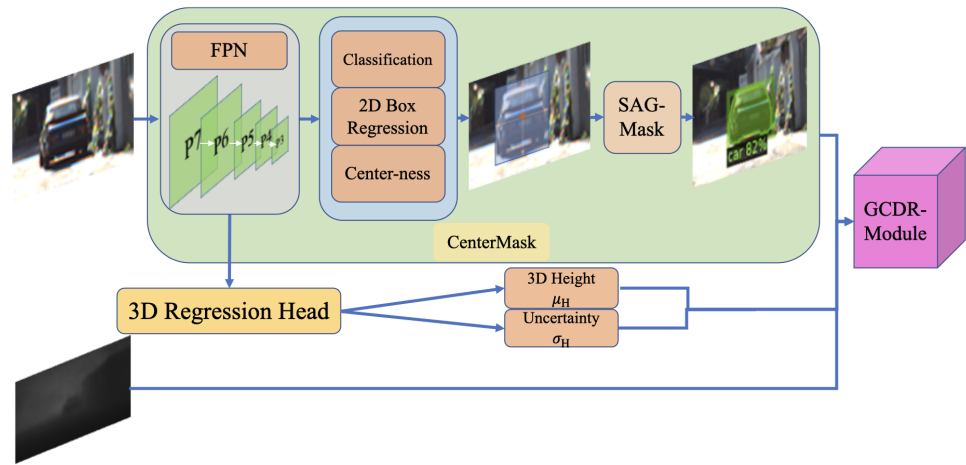 FPN
P7
P6
P5
P4
P3
Classification
2D Box
Regression
Center-ness
SAG-
Mask
car 82%
CenterMask
GCDR-
Module
3D Regression Head
3D Height
μH
Uncertainty
σH